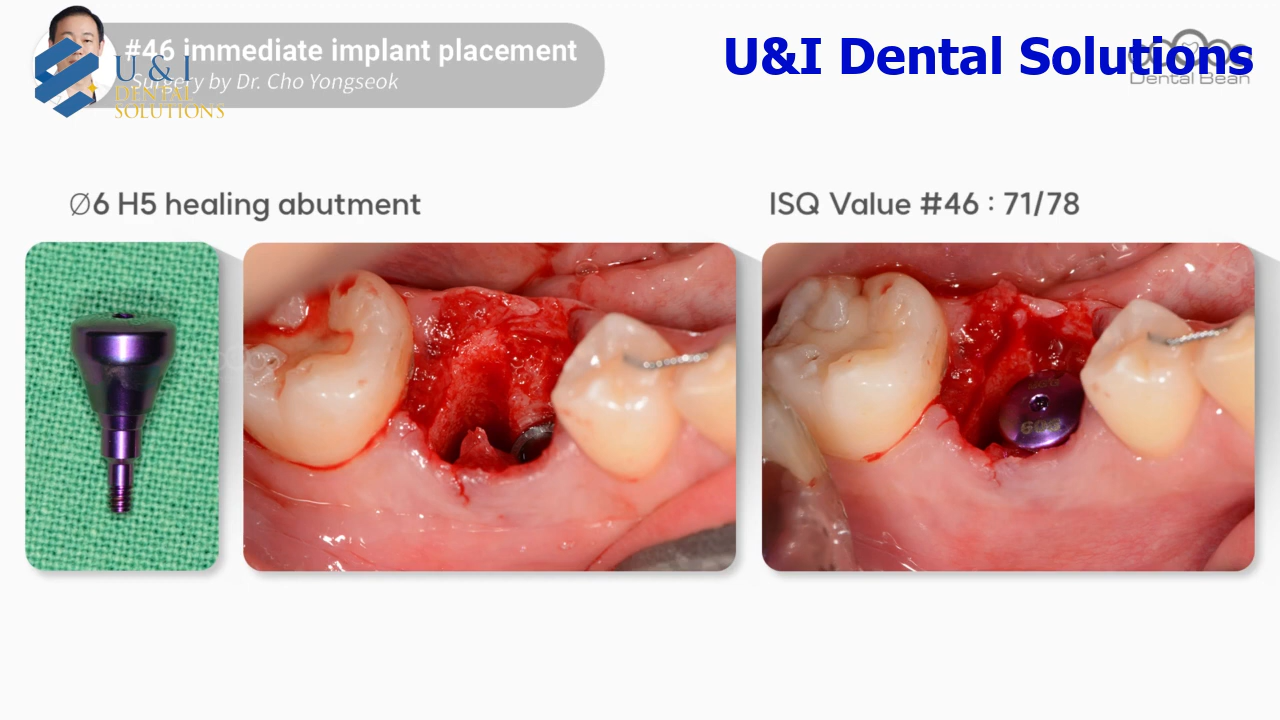 #46 immediate implant placement
Surgery by Dr. Cho Yongseok
U & I
DENTAL
SOLUTIONS
U&I Dental Solutions
Dental Bean
Ø6 H5 healing abutment
ISQ Value #46 : 71/78